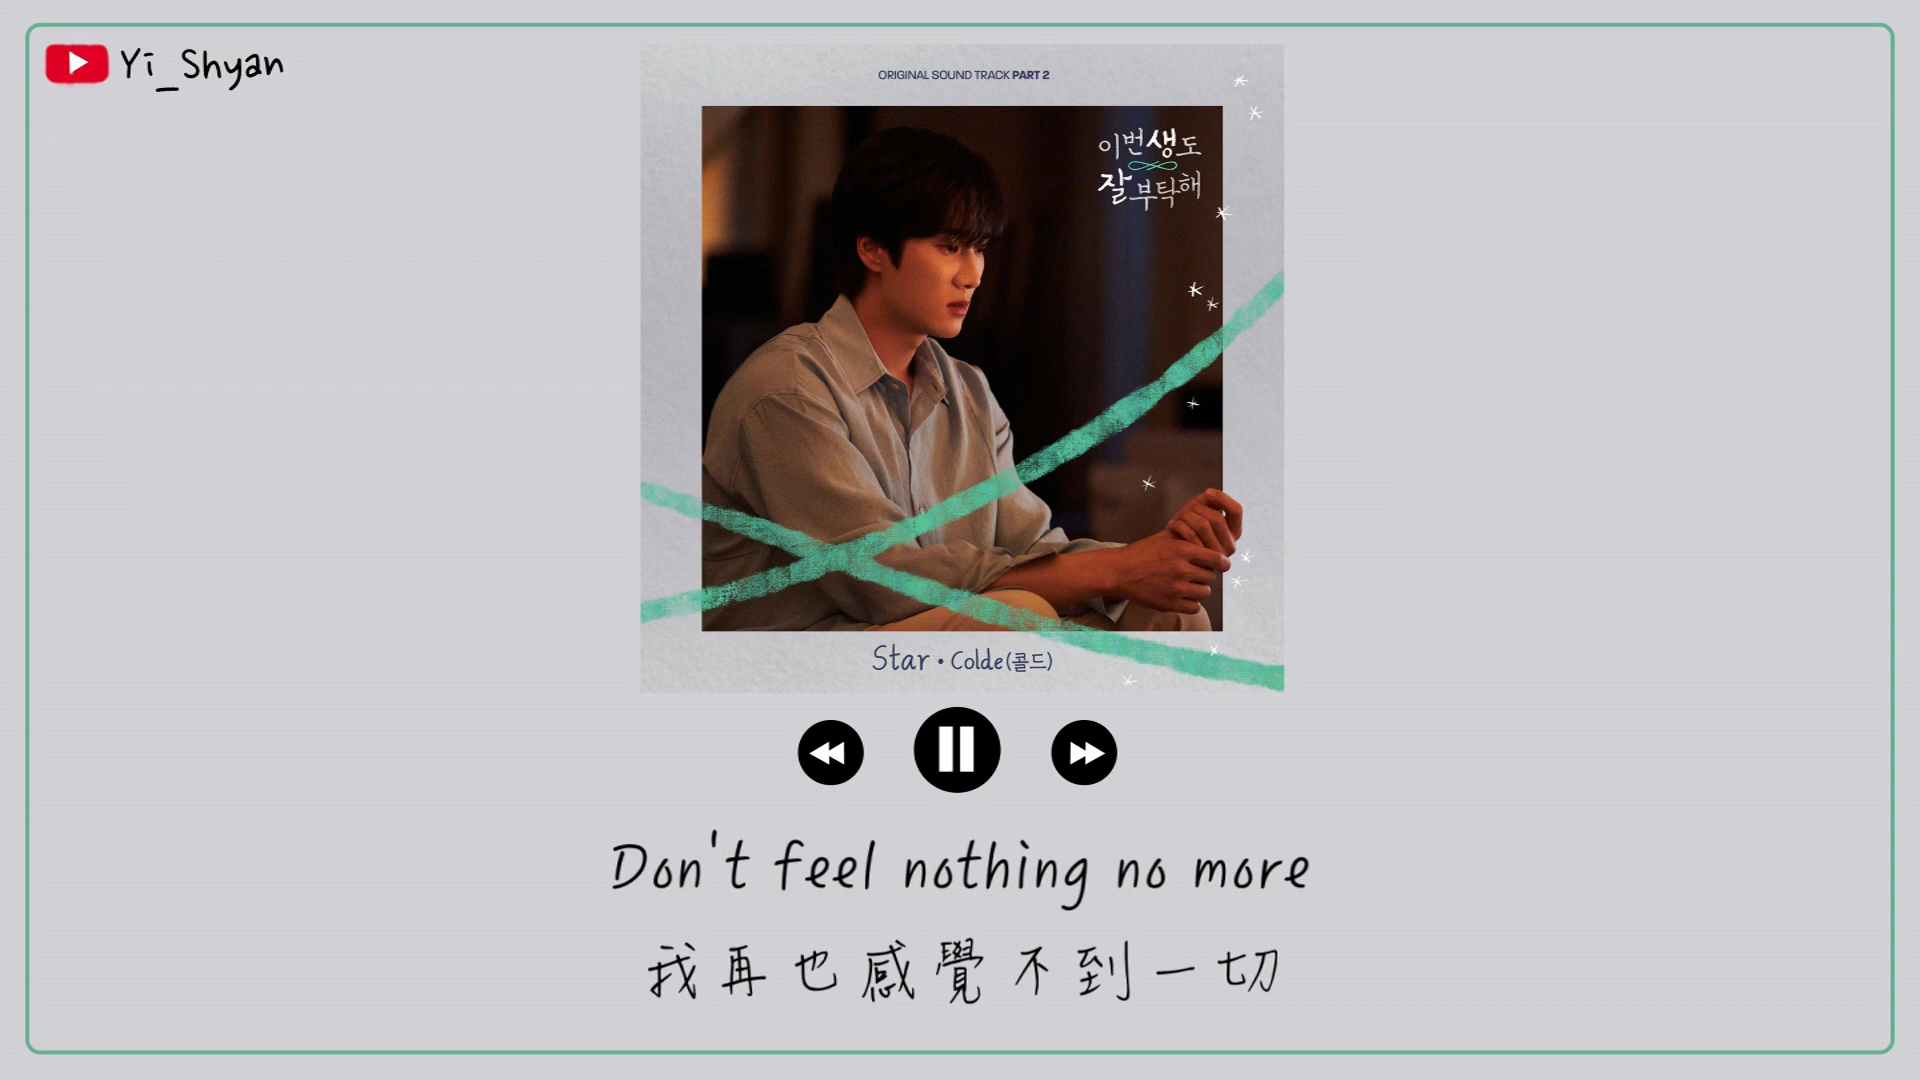 Yi_Shyan
ORIGINAL SOUND TRACK PART 2
이번생도
잘부탁해
Star • Colde(콜드)
Don't feel nothing no more
我再也感覺不到一切